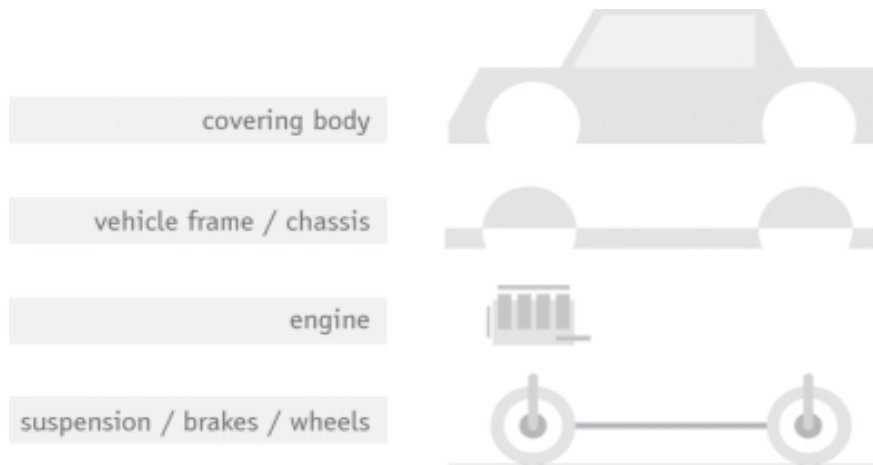 covering body
vehicle frame / chassis
engine
suspension / brakes / wheels